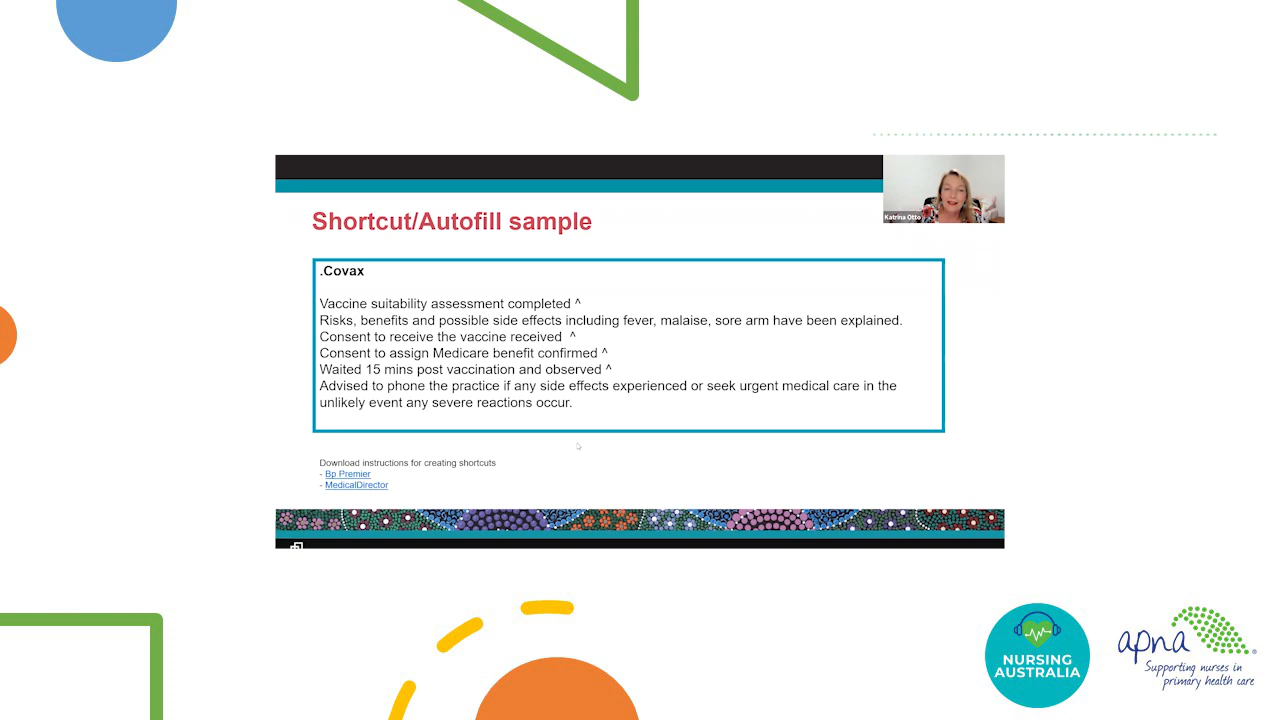 Katrina Otto
Shortcut/Autofill sample
.Covax
Vaccine suitability assessment completed ^
Risks, benefits and possible side effects including fever, malaise, sore arm have been explained.
Consent to receive the vaccine received ^
Consent to assign Medicare benefit confirmed ^
Waited 15 mins post vaccination and observed ^
Advised to phone the practice if any side effects experienced or seek urgent medical care in the
unlikely event any severe reactions occur.
Download instructions for creating shortcuts
- Bp Premier
- MedicalDirector
NURSING
AUSTRALIA
apna
®
Supporting nurses in
primary health care